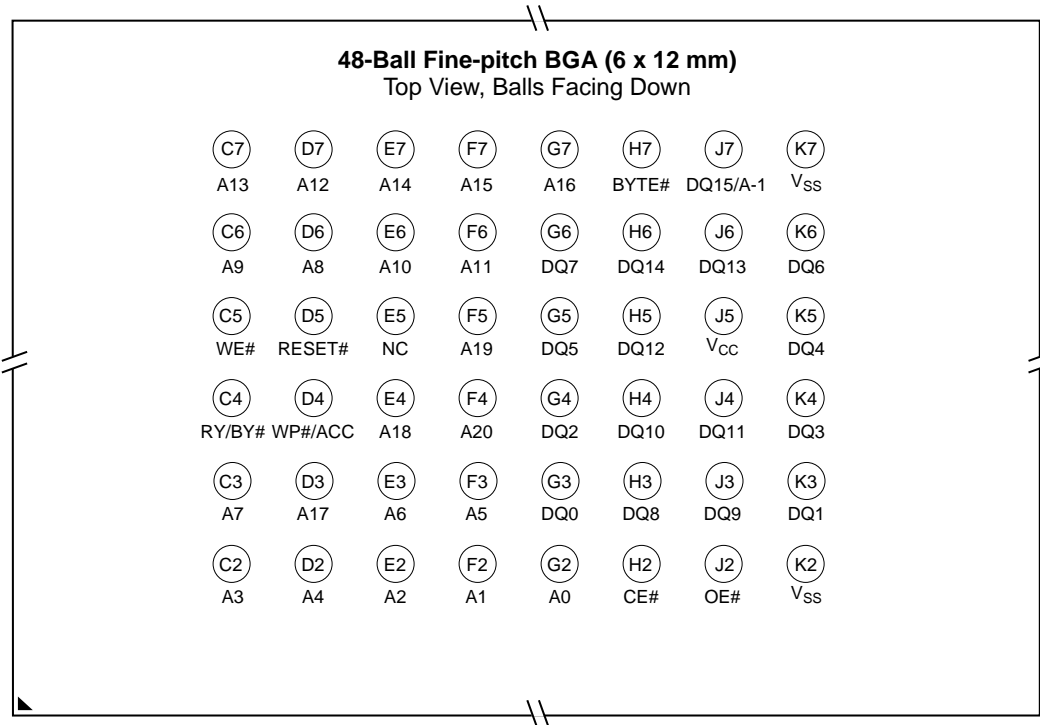 48-Ball Fine-pitch BGA (6 x 12 mm)
Top View, Balls Facing Down
C7 D7 E7 F7 G7 H7 J7 K7
A13 A12 A14 A15 A16 BYTE# DQ15/A-1 VSS
C6 D6 E6 F6 G6 H6 J6 K6
A9 A8 A10 A11 DQ7 DQ14 DQ13 DQ6
C5 D5 E5 F5 G5 H5 J5 K5
WE# RESET# NC A19 DQ5 DQ12 VCC DQ4
C4 D4 E4 F4 G4 H4 J4 K4
RY/BY# WP#/ACC A18 A20 DQ2 DQ10 DQ11 DQ3
C3 D3 E3 F3 G3 H3 J3 K3
A7 A17 A6 A5 DQ0 DQ8 DQ9 DQ1
C2 D2 E2 F2 G2 H2 J2 K2
A3 A4 A2 A1 A0 CE# OE# VSS